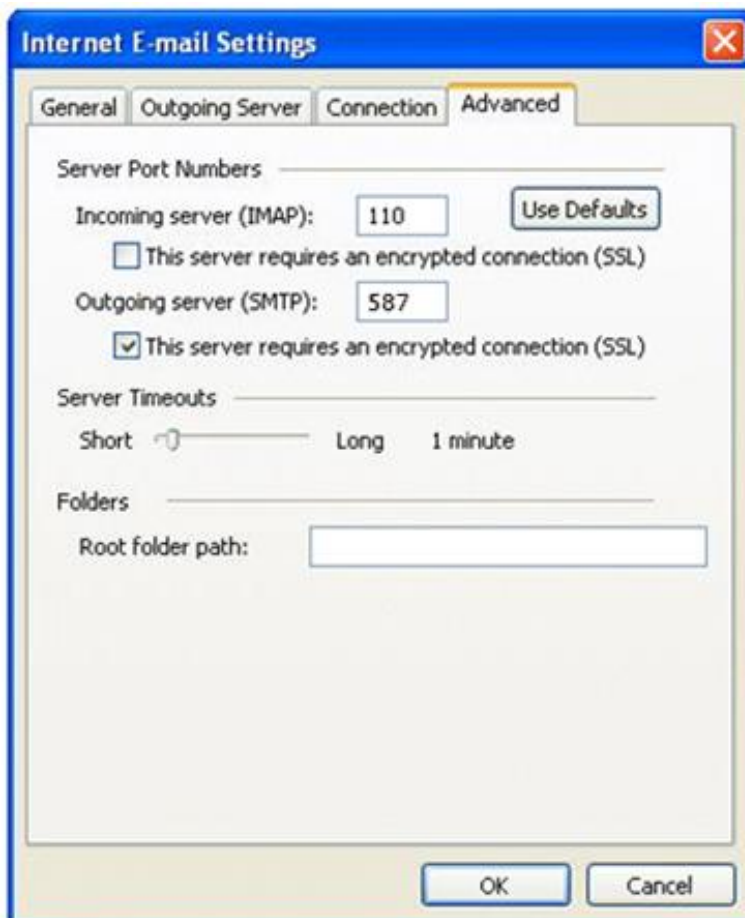 Internet E-mail Settings
General Outgoing Server Connection Advanced
Server Port Numbers
Incoming server (IMAP): 110 Use Defaults
This server requires an encrypted connection (SSL)
Outgoing server (SMTP): 587
This server requires an encrypted connection (SSL)
Server Timeouts
Short Long 1 minute
Folders
Root folder path:
OK Cancel